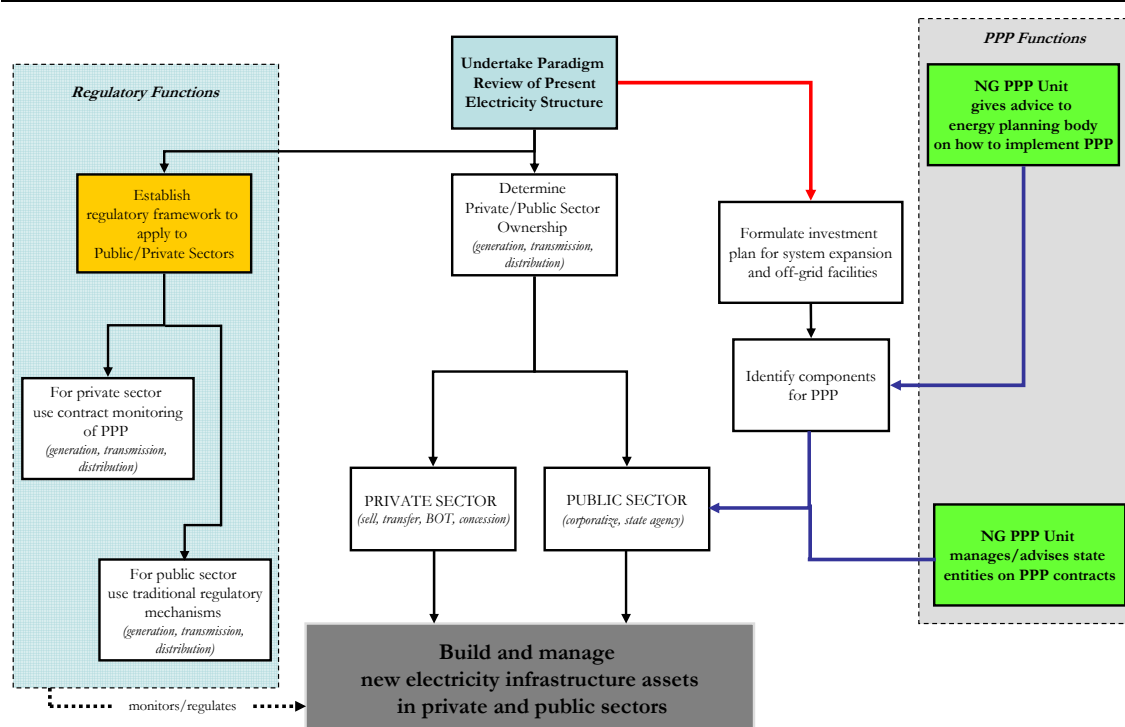 Regulatory Functions
Undertake Paradigm
Review of Present
Electricity Structure
PPP Functions
NG PPP Unit
gives advice to
energy planning body
on how to implement PPP
Establish
regulatory framework to
apply to
Public/Private Sectors
Determine
Private/Public Sector
Ownership
(generation, transmission,
distribution)
Formulate investment
plan for system expansion
and off-grid facilities
For private sector
use contract monitoring
of PPP
(generation, transmission,
distribution)
Identify components
for PPP
PRIVATE SECTOR
(sell, transfer, BOT, concession)
PUBLIC SECTOR
(corporatize, state agency)
NG PPP Unit
manages/advises state
entities on PPP contracts
For public sector
use traditional regulatory
mechanisms
(generation, transmission,
distribution)
Build and manage
new electricity infrastructure assets
in private and public sectors
monitors/regulates